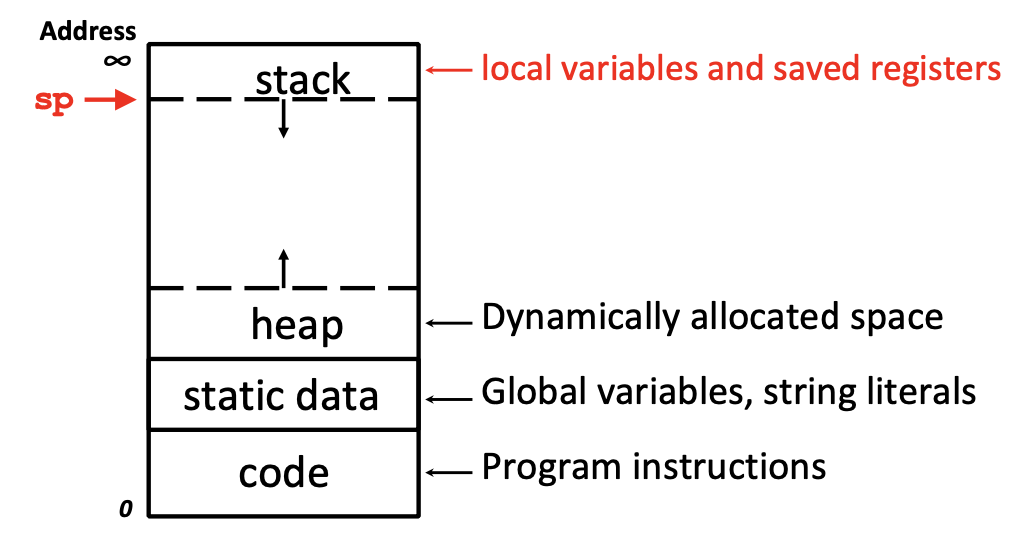 Address
∞
stack
local variables and saved registers
sp
heap
Dynamically allocated space
static data
Global variables, string literals
code
Program instructions
0